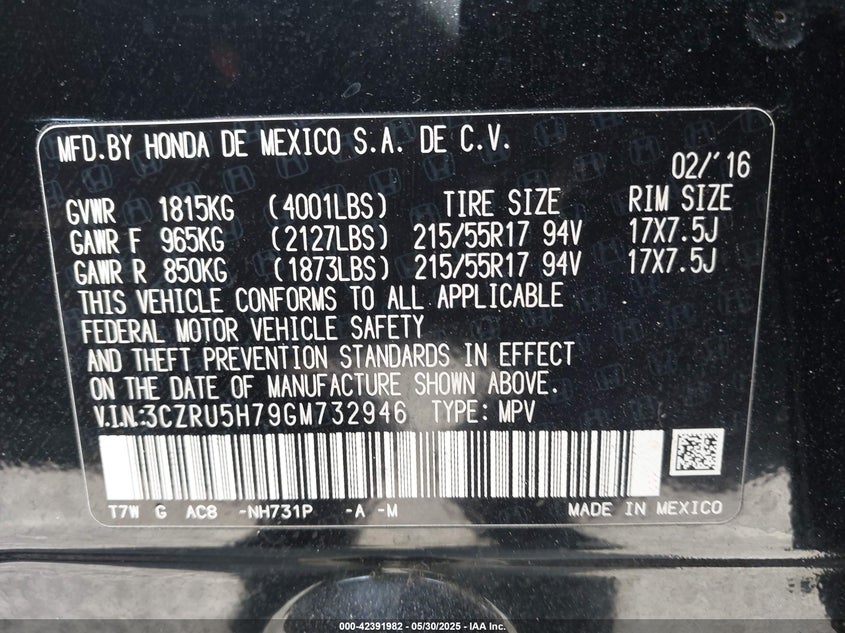 MFD.BY HONDA DE MEXICO S.A. DE C.V.
02/'16
GVWR 1815KG (4001LBS) TIRE SIZE RIM SIZE
GAWR F 965KG (2127LBS) 215/55R17 94V 17X7.5J
GAWR R 850KG (1873LBS) 215/55R17 94V 17X7.5J
THIS VEHICLE CONFORMS TO ALL APPLICABLE
FEDERAL MOTOR VEHICLE SAFETY
AND THEFT PREVENTION STANDARDS IN EFFECT
ON THE DATE OF MANUFACTURE SHOWN ABOVE.
V.I.N.:3CZRU5H79GM732946 TYPE: MPV
T7W G AC8 -NH731P -A -M MADE IN MEXICO
000-42391982 — 05/30/2025 - IAA Inc.